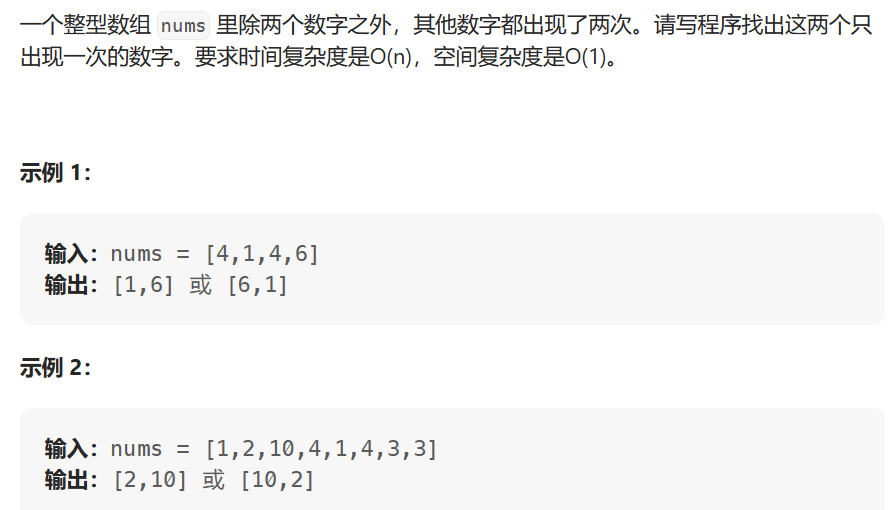 一个整型数组 nums 里除两个数字之外，其他数字都出现了两次。请写程序找出这两个只
出现一次的数字。要求时间复杂度是O(n)，空间复杂度是O(1)。
示例 1：
输入：nums = [4,1,4,6]
输出：[1,6] 或 [6,1]
示例 2：
输入：nums = [1,2,10,4,1,4,3,3]
输出：[2,10] 或 [10,2]